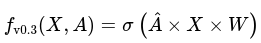 f_{v0.3}(X, A) = σ(Â × X × W)